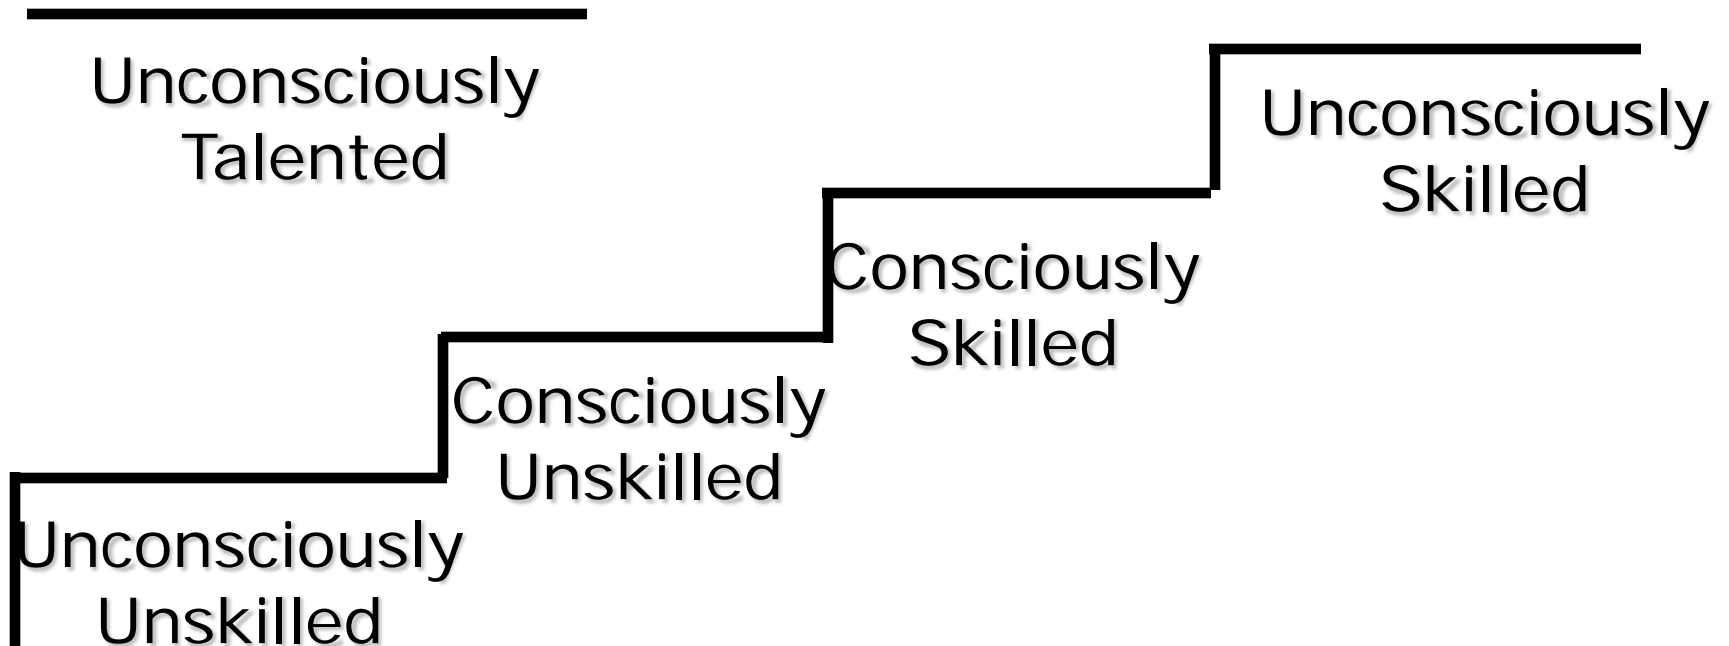 Unconsciously
Talented
Unconsciously
Skilled
Consciously
Skilled
Consciously
Unskilled
Unconsciously
Unskilled